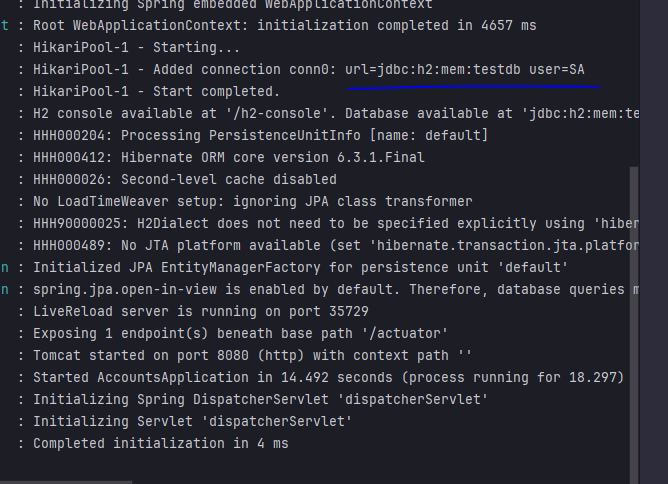 : Initializing Spring embedded WebApplicationContext
t : Root WebApplicationContext: initialization completed in 4657 ms
: HikariPool-1 - Starting...
: HikariPool-1 - Added connection conn0: url=jdbc:h2:mem:testdb user=SA
: HikariPool-1 - Start completed.
: H2 console available at '/h2-console'. Database available at 'jdbc:h2:mem:te
: HHH000204: Processing PersistenceUnitInfo [name: default]
: HHH000412: Hibernate ORM core version 6.3.1.Final
: HHH000026: Second-level cache disabled
: No LoadTimeWeaver setup: ignoring JPA class transformer
: HHH90000025: H2Dialect does not need to be specified explicitly using 'hiber
: HHH000489: No JTA platform available (set 'hibernate.transaction.jta.platfor
n : Initialized JPA EntityManagerFactory for persistence unit 'default'
n : spring.jpa.open-in-view is enabled by default. Therefore, database queries m
: LiveReload server is running on port 35729
: Exposing 1 endpoint(s) beneath base path '/actuator'
: Tomcat started on port 8080 (http) with context path ''
: Started AccountsApplication in 14.492 seconds (process running for 18.297)
: Initializing Spring DispatcherServlet 'dispatcherServlet'
: Initializing Servlet 'dispatcherServlet'
: Completed initialization in 4 ms